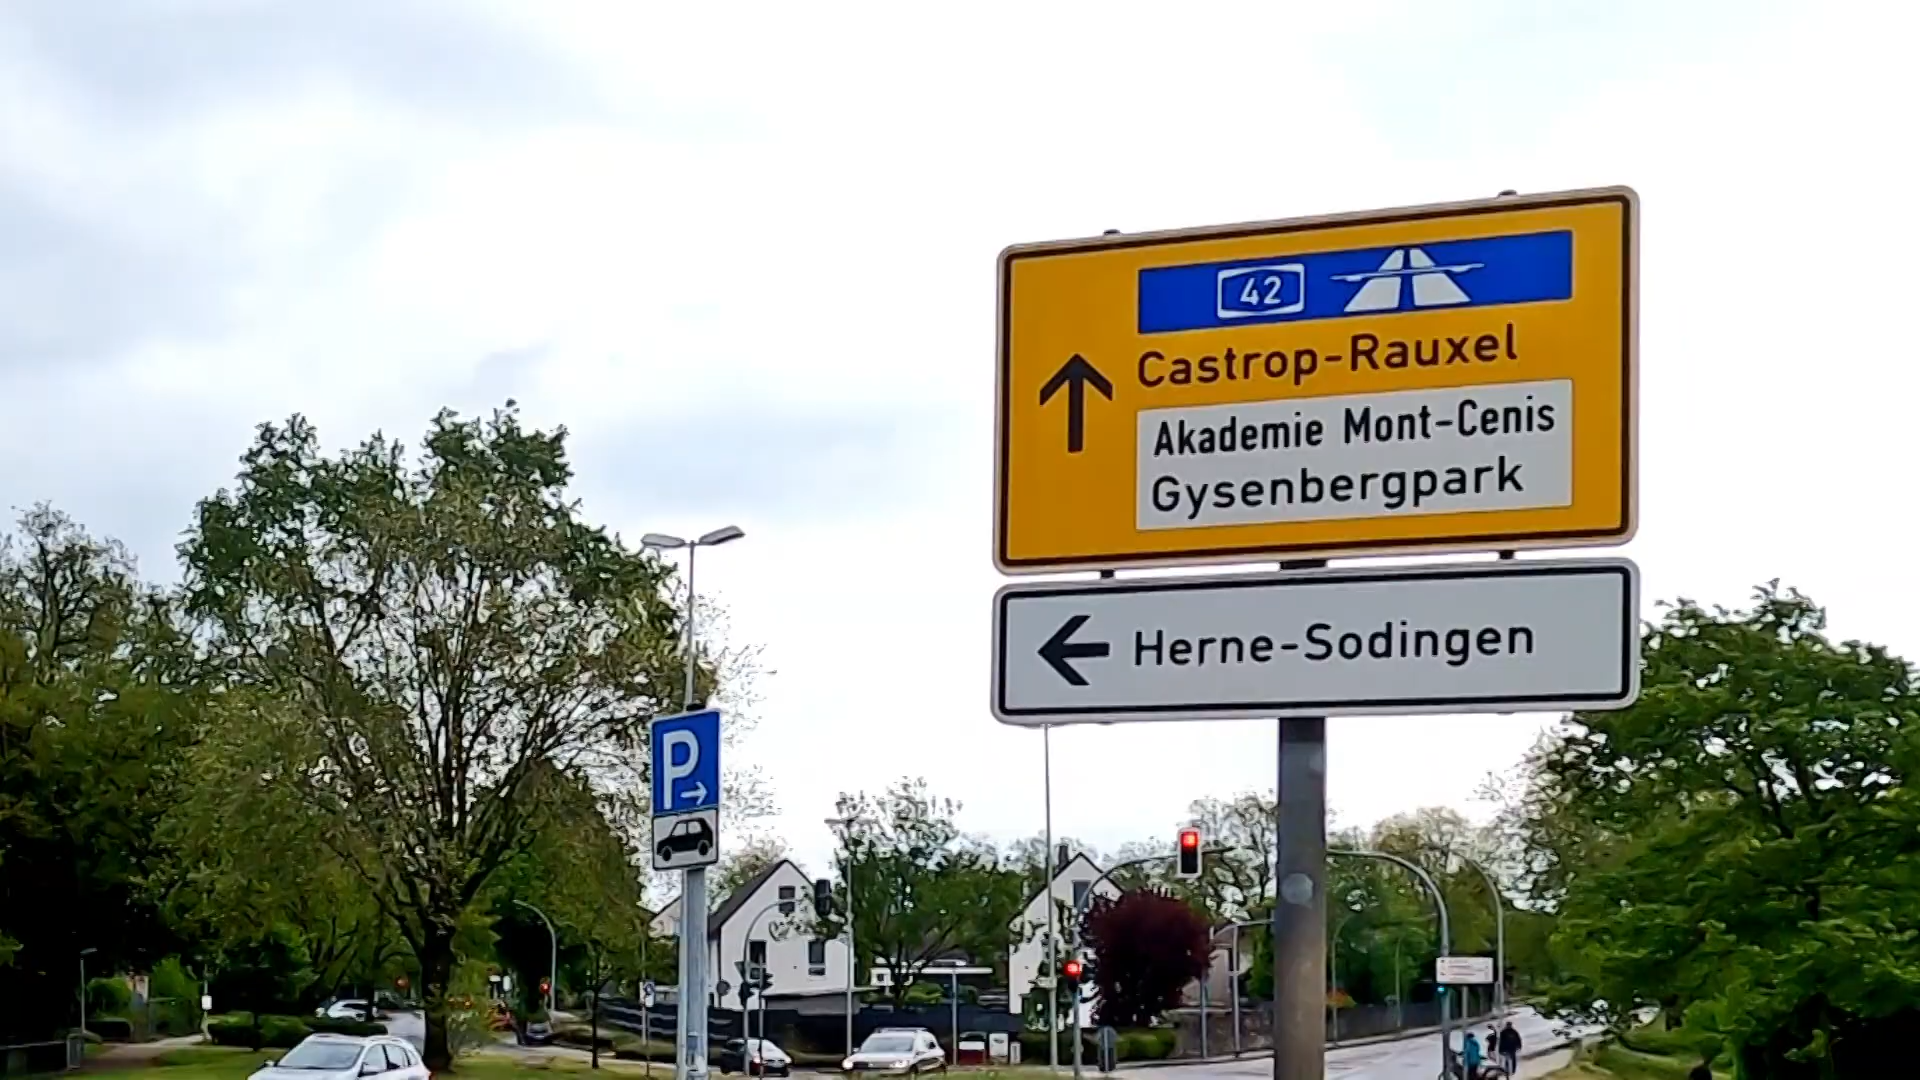 42
Castrop-Rauxel
Akademie Mont-Cenis
Gysenbergpark
Herne-Sodingen
P